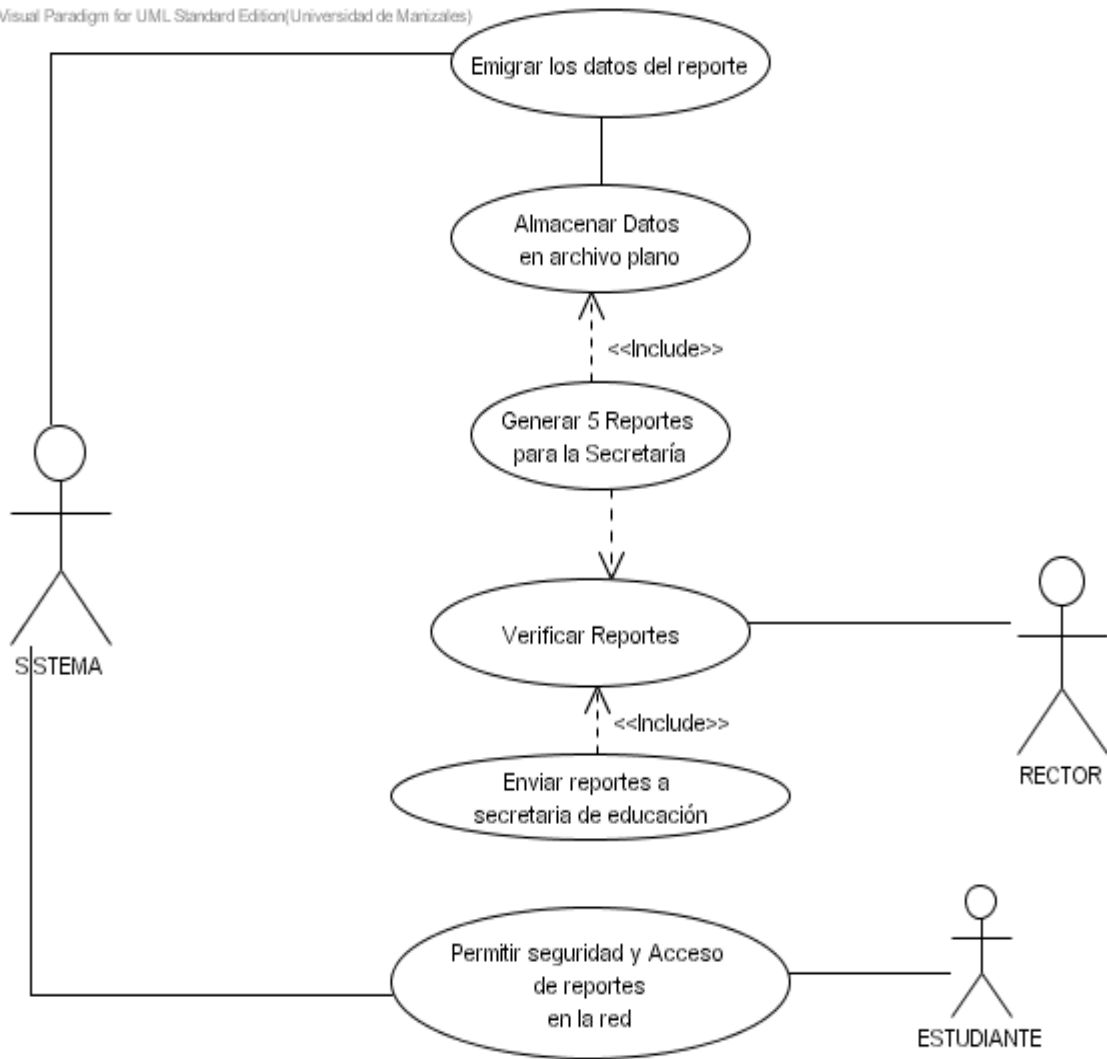 Visual Paradigm for UML Standard Edition(Universidad de Manizales)
Emigrar los datos del reporte
Almacenar Datos
en archivo plano
<<Include>>
Generar 5 Reportes
para la Secretaría
SISTEMA
Verificar Reportes
<<Include>>
RECTOR
Enviar reportes a
secretaria de educación
Permitir seguridad y Acceso
de reportes
en la red
ESTUDIANTE